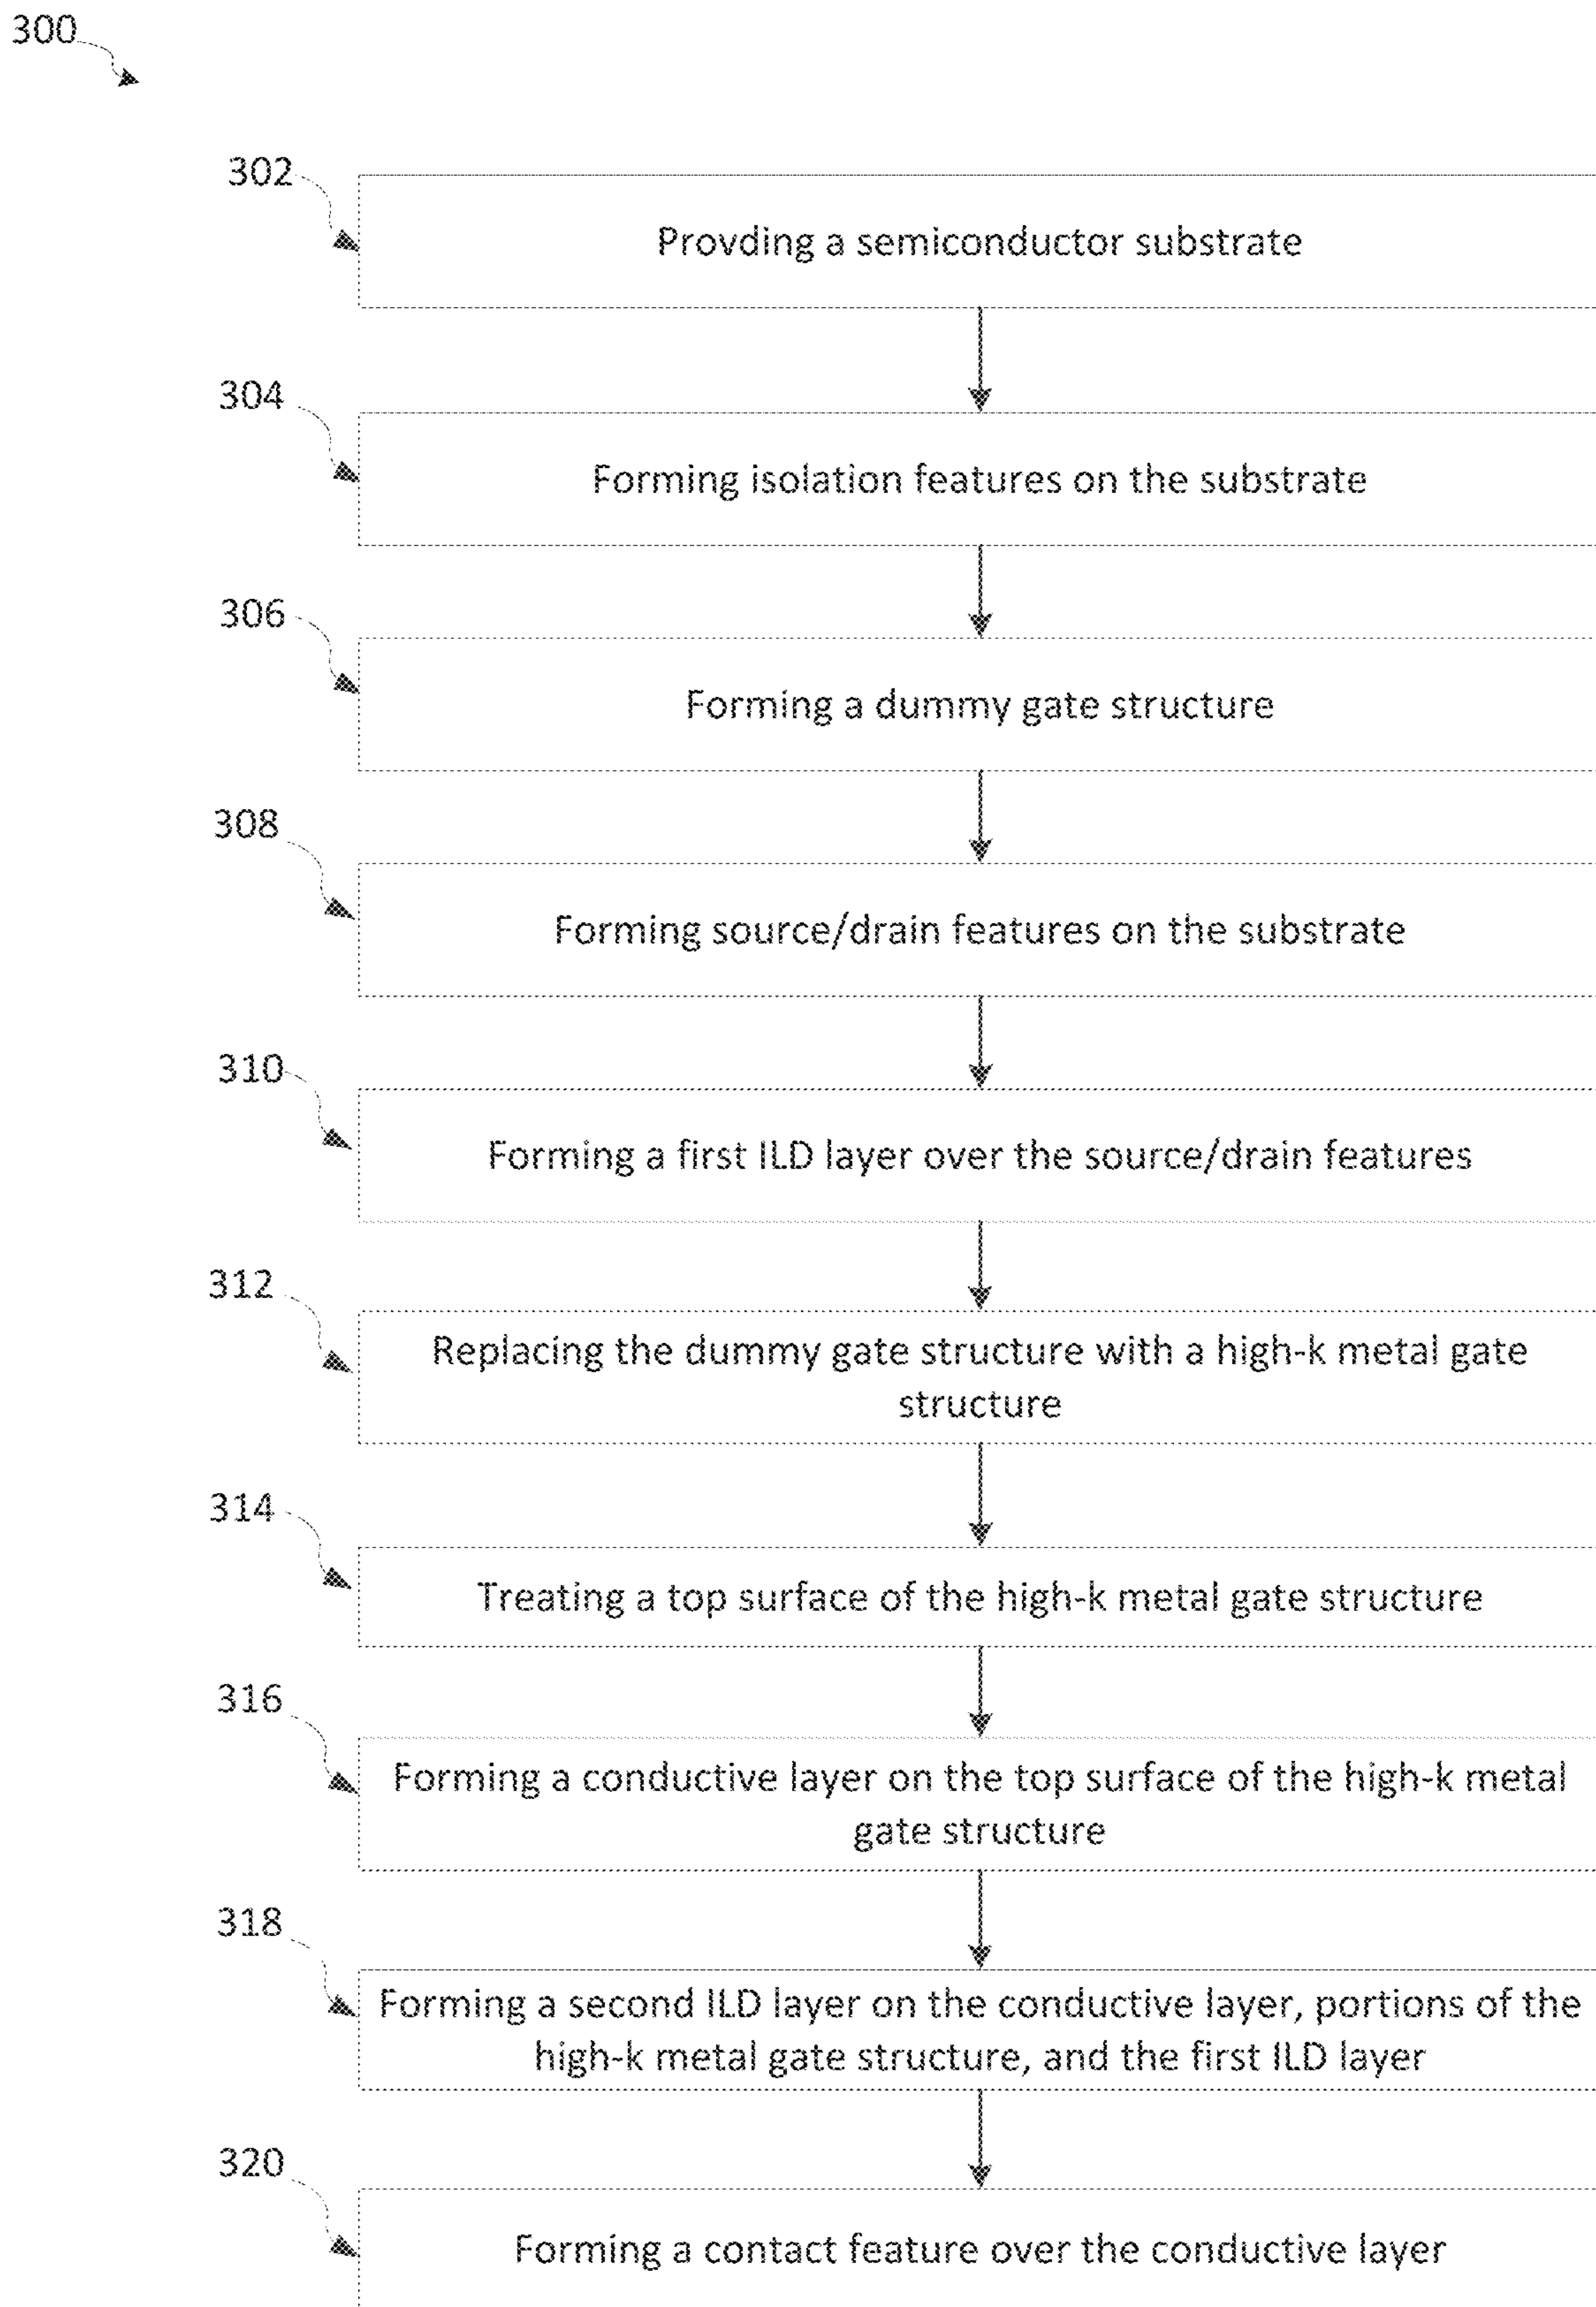 300
302
Provding a semiconductor substrate
304
Forming isolation features on the substrate
306
Forming a dummy gate structure
308
Forming source/drain features on the substrate
310
Forming a first ILD layer over the source/drain features
312
Replacing the dummy gate structure with a high-k metal gate
structure
314
Treating a top surface of the high-k metal gate structure
316
Forming a conductive layer on the top surface of the high-k metal
gate structure
318
Forming a second ILD layer on the conductive layer, portions of the
high-k metal gate structure, and the first ILD layer
320
Forming a contact feature over the conductive layer